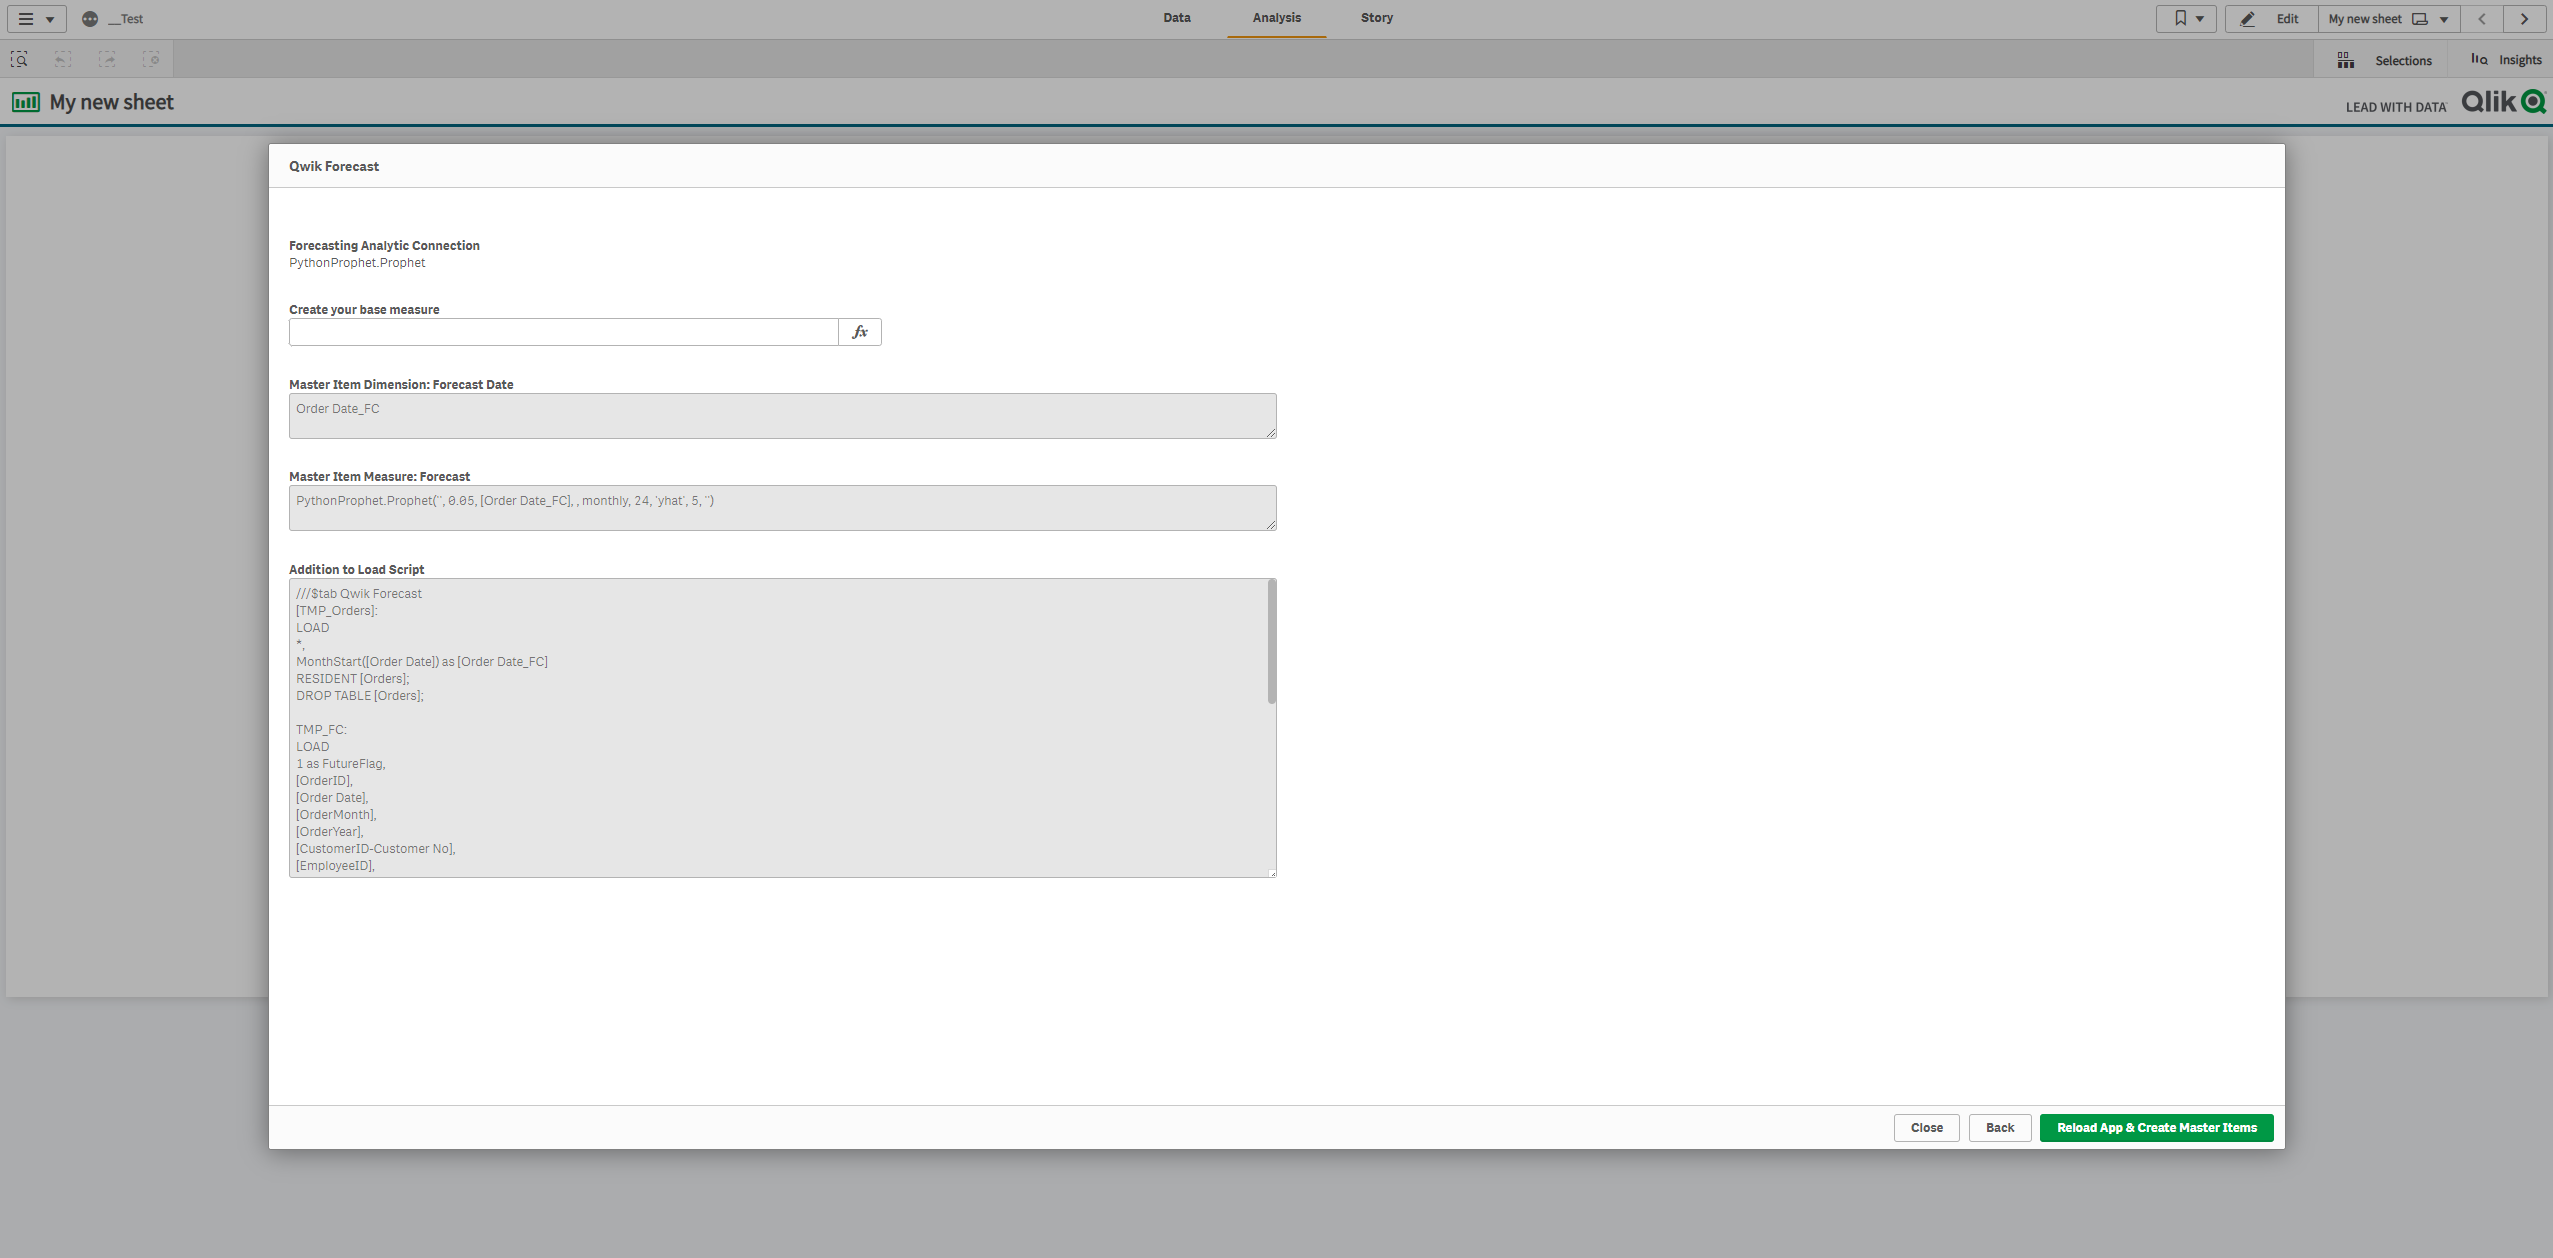 __Test
Data
Analysis
Story
Edit
My new sheet
Selections
Insights
My new sheet
LEAD WITH DATA
Qlik
Qwik Forecast
Forecasting Analytic Connection
PythonProphet.Prophet
Create your base measure
fx
Master Item Dimension: Forecast Date
Order Date_FC
Master Item Measure: Forecast
PythonProphet.Prophet('', 0.05, [Order Date_FC], , monthly, 24, 'yhat', 5, '')
Addition to Load Script
///$tab Qwik Forecast
[TMP_Orders]:
LOAD
*,
MonthStart([Order Date]) as [Order Date_FC]
RESIDENT [Orders];
DROP TABLE [Orders];
TMP_FC:
LOAD
1 as FutureFlag,
[OrderID],
[Order Date],
[OrderMonth],
[OrderYear],
[CustomerID-Customer No],
[EmployeeID],
Close
Back
Reload App & Create Master Items